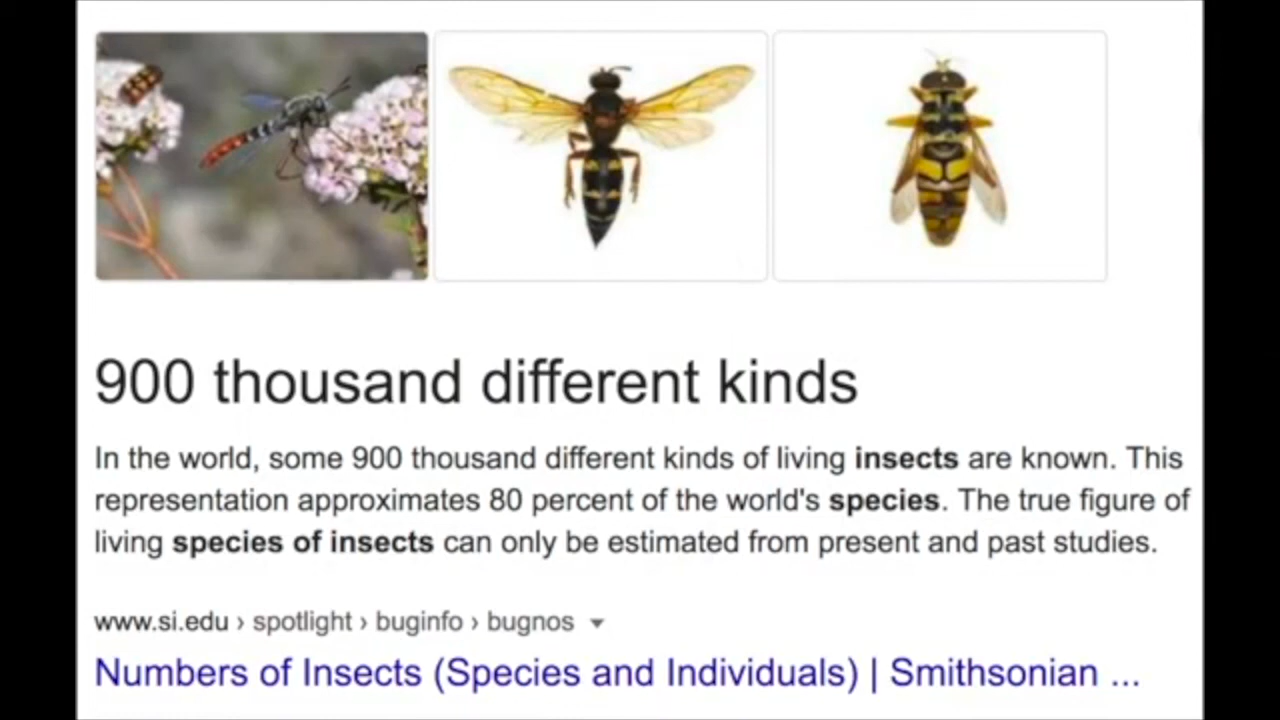 900 thousand different kinds
In the world, some 900 thousand different kinds of living insects are known. This
representation approximates 80 percent of the world's species. The true figure of
living species of insects can only be estimated from present and past studies.
www.si.edu › spotlight › buginfo › bugnos
Numbers of Insects (Species and Individuals) | Smithsonian ...